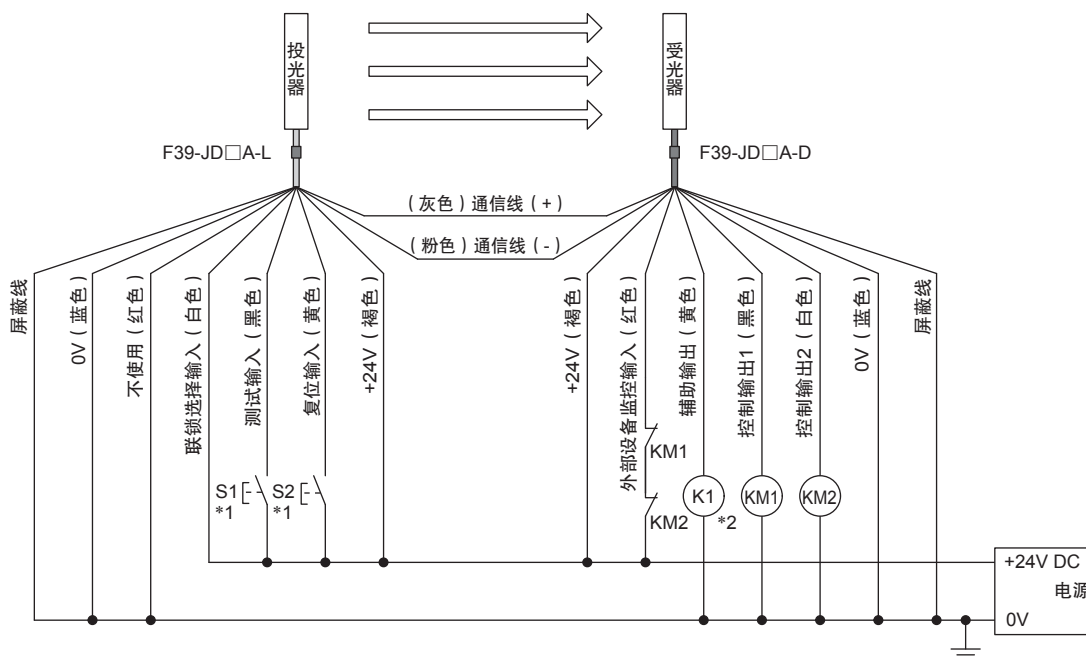 投光器
受光器
F39-JD□A-L
F39-JD□A-D
（灰色）通信线（+）
（粉色）通信线（-）
屏蔽线
0V（蓝色）
不使用（红色）
联锁选择输入（白色）
测试输入（黑色）
复位输入（黄色）
+24V（褐色）
+24V（褐色）
外部设备监控输入（红色）
辅助输出（黄色）
控制输出1（黑色）
控制输出2（白色）
0V（蓝色）
屏蔽线
KM1
S1
*1
S2
*1
KM2
K1
*2
KM1
KM2
+24V DC
电源
0V